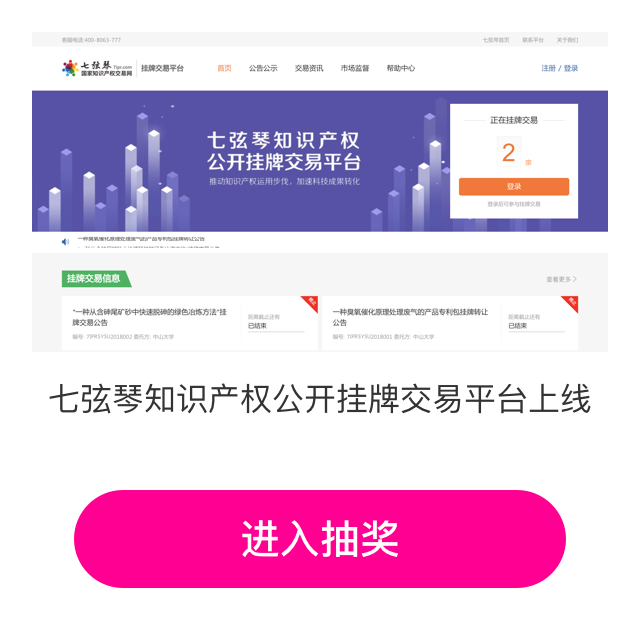 客服电话:400-8063-777
七弦琴首页 联系平台 关于我们
七弦琴 7ipr.com
国家知识产权交易网
挂牌交易平台
首页 公告公示 交易资讯 市场监督 帮助中心
注册 / 登录
七弦琴知识产权
公开挂牌交易平台
推动知识产权运用步伐，加速科技成果转化
正在挂牌交易
2 宗
登录
登录后可参与挂牌交易
一种臭氧催化原理处理废气的产品专利包挂牌转让公告
挂牌交易信息
查看更多 >
"一种从含砷尾矿砂中快速脱砷的绿色冶炼方法"挂
牌交易公告
编号: 7IPRSYSU2018002 委托方: 中山大学
距离截止还有
已结束
一种臭氧催化原理处理废气的产品专利包挂牌转让
公告
编号: 7IPRSYSU2018001 委托方: 中山大学
距离截止还有
已结束
七弦琴知识产权公开挂牌交易平台上线
进入抽奖